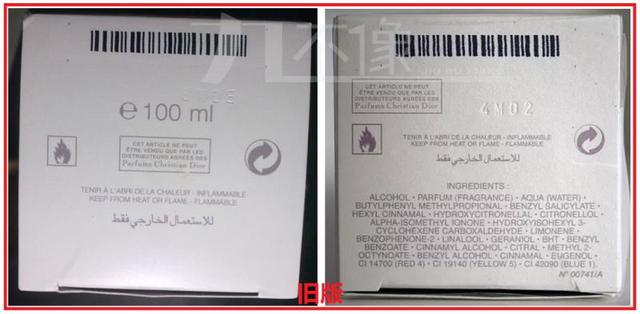 ℮ 100 ml
CET ARTICLE NE PEUT
ÊTRE VENDU QUE PAR LES
DISTRIBUTEURS AGRÉÉS DES
Parfums Christian Dior
TENIR À L'ABRI DE LA CHALEUR - INFLAMMABLE
KEEP FROM HEAT OR FLAME - FLAMMABLE
للاستعمال الخارجي فقط
CET ARTICLE NE PEUT
ÊTRE VENDU QUE PAR LES
DISTRIBUTEURS AGRÉÉS DES
Parfums Christian Dior
4M02
TENIR À L'ABRI DE LA CHALEUR - INFLAMMABLE
KEEP FROM HEAT OR FLAME - FLAMMABLE
للاستعمال الخارجي فقط
INGREDIENTS :
ALCOHOL • PARFUM (FRAGRANCE) • AQUA (WATER) •
BUTYLPHENYL METHYLPROPIONAL • BENZYL SALICYLATE •
HEXYL CINNAMAL • HYDROXYCITRONELLAL • CITRONELLOL •
ALPHA-ISOMETHYL IONONE • HYDROXYISOHEXYL 3-
CYCLOHEXENE CARBOXALDEHYDE • LIMONENE •
BENZOPHENONE-2 • LINALOOL • GERANIOL • BHT • BENZYL
BENZOATE • CINNAMYL ALCOHOL • CITRAL • METHYL 2-
OCTYNOATE • BENZYL ALCOHOL • CINNAMAL • EUGENOL •
CI 14700 (RED 4) • CI 19140 (YELLOW 5) • CI 42090 (BLUE 1).
N° 00741/A
旧版